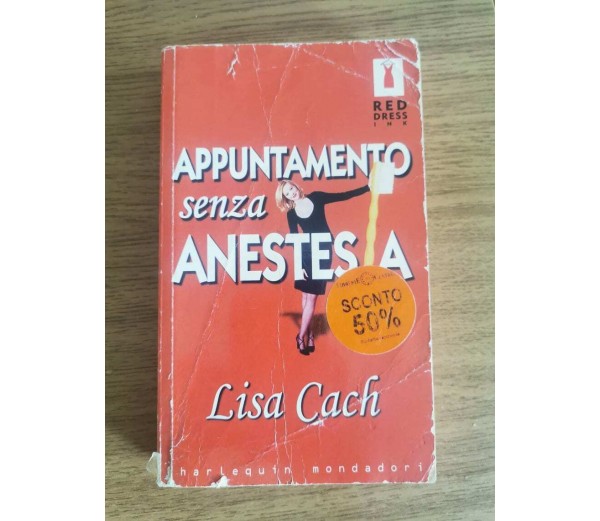 RED
DRESS
INK
APPUNTAMENTO
senza
ANESTESIA
SCONTO
50%
Lisa Cach
harlequin mondadori